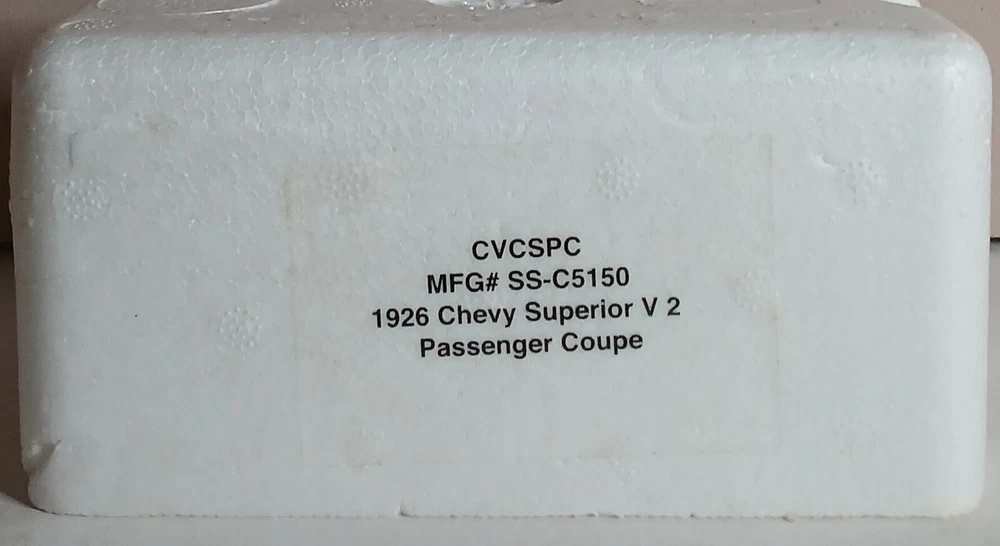 CVCSPC
MFG# SS-C5150
1926 Chevy Superior V 2
Passenger Coupe